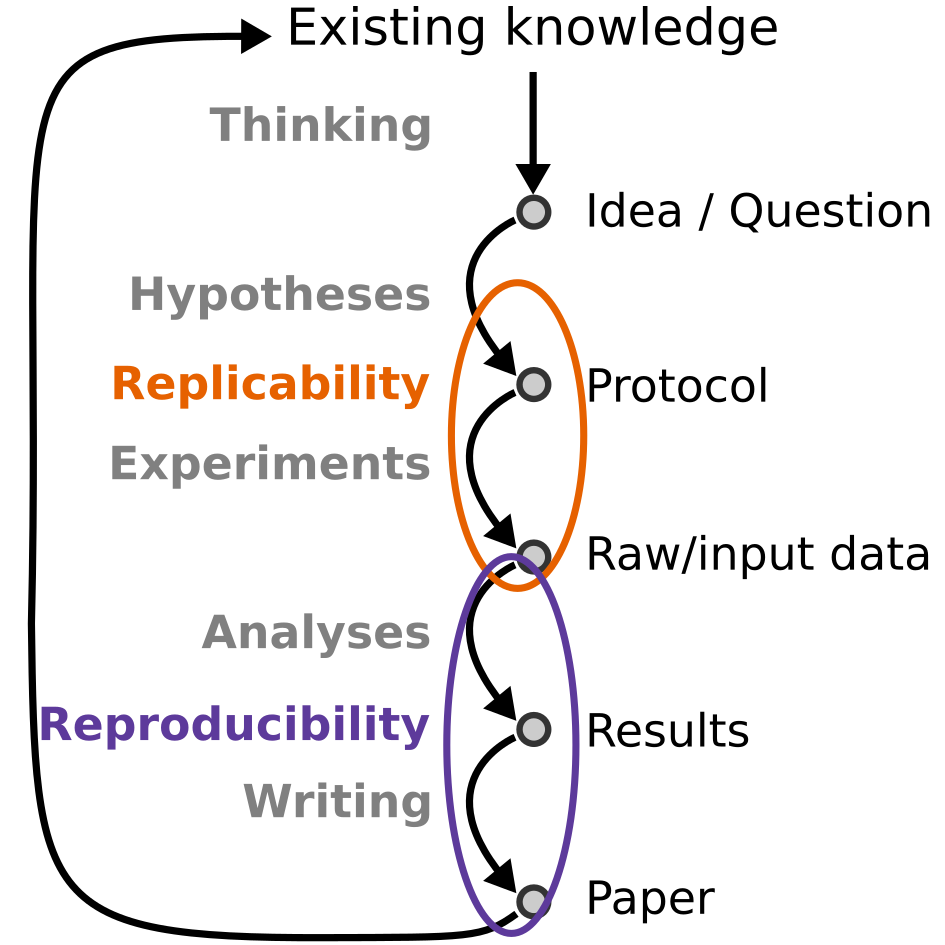 Existing knowledge
Thinking
Idea / Question
Hypotheses
Replicability
Protocol
Experiments
Raw/input data
Analyses
Reproducibility
Results
Writing
Paper